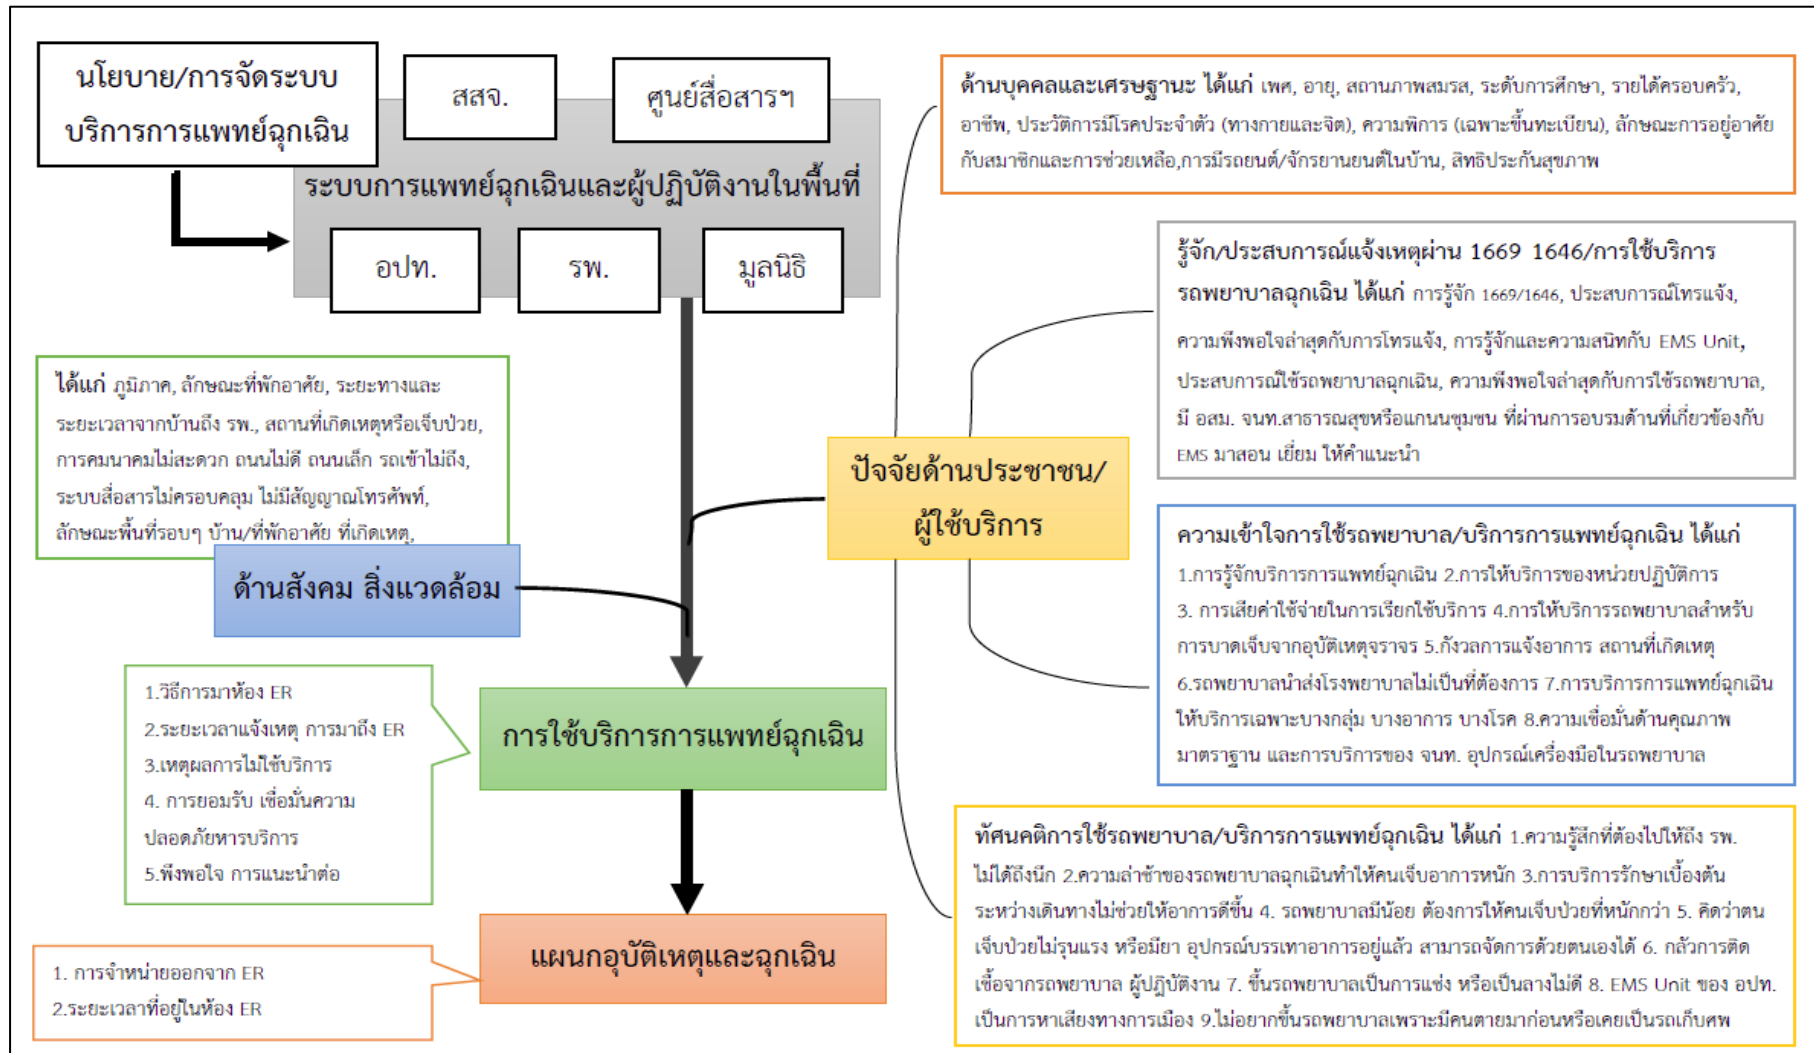 นโยบาย/การจัดระบบ
บริการการแพทย์ฉุกเฉิน
สสจ.
ศูนย์สื่อสารฯ
ระบบการแพทย์ฉุกเฉินและผู้ปฏิบัติงานในพื้นที่
อปท.
รพ.
มูลนิธิ
ได้แก่ ภูมิภาค, ลักษณะที่พักอาศัย, ระยะทางและ
ระยะเวลาจากบ้านถึง รพ., สถานที่เกิดเหตุหรือเจ็บป่วย,
การคมนาคมไม่สะดวก ถนนไม่ดี ถนนเล็ก รถเข้าไม่ถึง,
ระบบสื่อสารไม่ครอบคลุม ไม่มีสัญญาณโทรศัพท์,
ลักษณะพื้นที่รอบๆ บ้าน/ที่พักอาศัย ที่เกิดเหตุ,
ด้านสังคม สิ่งแวดล้อม
1.วิธีการมาห้อง ER
2.ระยะเวลาแจ้งเหตุ การมาถึง ER
3.เหตุผลการไม่ใช้บริการ
4. การยอมรับ เชื่อมั่นความ
ปลอดภัยหารบริการ
5.พึงพอใจ การแนะนำต่อ
การใช้บริการการแพทย์ฉุกเฉิน
1. การจำหน่ายออกจาก ER
2.ระยะเวลาที่อยู่ในห้อง ER
แผนกอุบัติเหตุและฉุกเฉิน
ปัจจัยด้านประชาชน/
ผู้ใช้บริการ
ด้านบุคคลและเศรษฐานะ ได้แก่ เพศ, อายุ, สถานภาพสมรส, ระดับการศึกษา, รายได้ครอบครัว,
อาชีพ, ประวัติการมีโรคประจำตัว (ทางกายและจิต), ความพิการ (เฉพาะขึ้นทะเบียน), ลักษณะการอยู่อาศัย
กับสมาชิกและการช่วยเหลือ,การมีรถยนต์/จักรยานยนต์ในบ้าน, สิทธิประกันสุขภาพ
รู้จัก/ประสบการณ์แจ้งเหตุผ่าน 1669 1646/การใช้บริการ
รถพยาบาลฉุกเฉิน ได้แก่ การรู้จัก 1669/1646, ประสบการณ์โทรแจ้ง,
ความพึงพอใจล่าสุดกับการโทรแจ้ง, การรู้จักและความสนิทกับ EMS Unit,
ประสบการณ์ใช้รถพยาบาลฉุกเฉิน, ความพึงพอใจล่าสุดกับการใช้รถพยาบาล,
มี อสม. จนท.สาธารณสุขหรือแกนนชุมชน ที่ผ่านการอบรมด้านที่เกี่ยวข้องกับ
EMS มาสอน เยี่ยม ให้คำแนะนำ
ความเข้าใจการใช้รถพยาบาล/บริการการแพทย์ฉุกเฉิน ได้แก่
1.การรู้จักบริการการแพทย์ฉุกเฉิน 2.การให้บริการของหน่วยปฏิบัติการ
3. การเสียค่าใช้จ่ายในการเรียกใช้บริการ 4.การให้บริการรถพยาบาลสำหรับ
การบาดเจ็บจากอุบัติเหตุจราจร 5.กังวลการแจ้งอาการ สถานที่เกิดเหตุ
6.รถพยาบาลนำส่งโรงพยาบาลไม่เป็นที่ต้องการ 7.การบริการการแพทย์ฉุกเฉิน
ให้บริการเฉพาะบางกลุ่ม บางอาการ บางโรค 8.ความเชื่อมั่นด้านคุณภาพ
มาตราฐาน และการบริการของ จนท. อุปกรณ์เครื่องมือในรถพยาบาล
ทัศนคติการใช้รถพยาบาล/บริการการแพทย์ฉุกเฉิน ได้แก่ 1.ความรู้สึกที่ต้องไปให้ถึง รพ.
ไม่ได้ถึงนึก 2.ความล่าช้าของรถพยาบาลฉุกเฉินทำให้คนเจ็บอาการหนัก 3.การบริการรักษาเบื้องต้น
ระหว่างเดินทางไม่ช่วยให้อาการดีขึ้น 4. รถพยาบาลมีน้อย ต้องการให้คนเจ็บป่วยที่หนักกว่า 5. คิดว่าตน
เจ็บป่วยไม่รุนแรง หรือมียา อุปกรณ์บรรเทาอาการอยู่แล้ว สามารถจัดการด้วยตนเองได้ 6. กลัวการติด
เชื้อจากรถพยาบาล ผู้ปฏิบัติงาน 7. ขึ้นรถพยาบาลเป็นการแช่ง หรือเป็นลางไม่ดี 8. EMS Unit ของ อปท.
เป็นการหาเสียงทางการเมือง 9.ไม่อยากขึ้นรถพยาบาลเพราะมีคนตายมาก่อนหรือเคยเป็นรถเก็บศพ